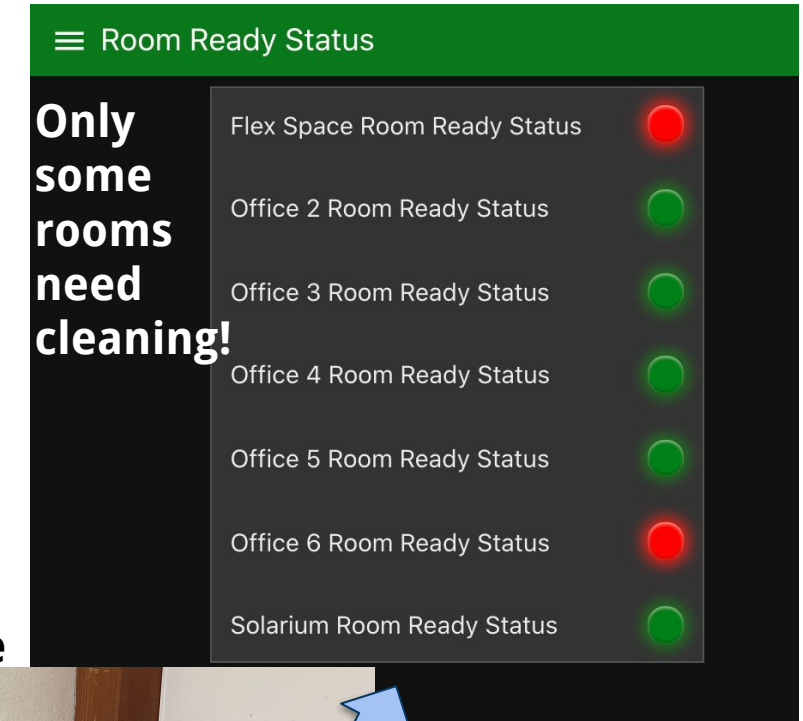 Room Ready Status
Only
some
rooms
need
cleaning!
Flex Space Room Ready Status
Office 2 Room Ready Status
Office 3 Room Ready Status
Office 4 Room Ready Status
Office 5 Room Ready Status
Office 6 Room Ready Status
Solarium Room Ready Status